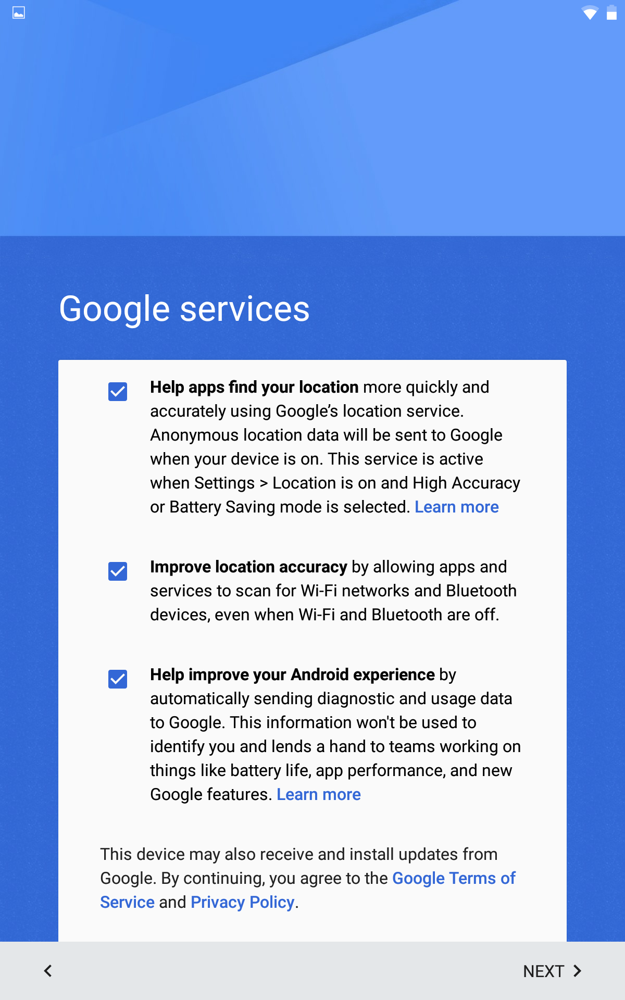 Google services
Help apps find your location more quickly and
accurately using Google’s location service.
Anonymous location data will be sent to Google
when your device is on. This service is active
when Settings > Location is on and High Accuracy
or Battery Saving mode is selected. Learn more
Improve location accuracy by allowing apps and
services to scan for Wi-Fi networks and Bluetooth
devices, even when Wi-Fi and Bluetooth are off.
Help improve your Android experience by
automatically sending diagnostic and usage data
to Google. This information won't be used to
identify you and lends a hand to teams working on
things like battery life, app performance, and new
Google features. Learn more
This device may also receive and install updates from
Google. By continuing, you agree to the Google Terms of
Service and Privacy Policy.
NEXT